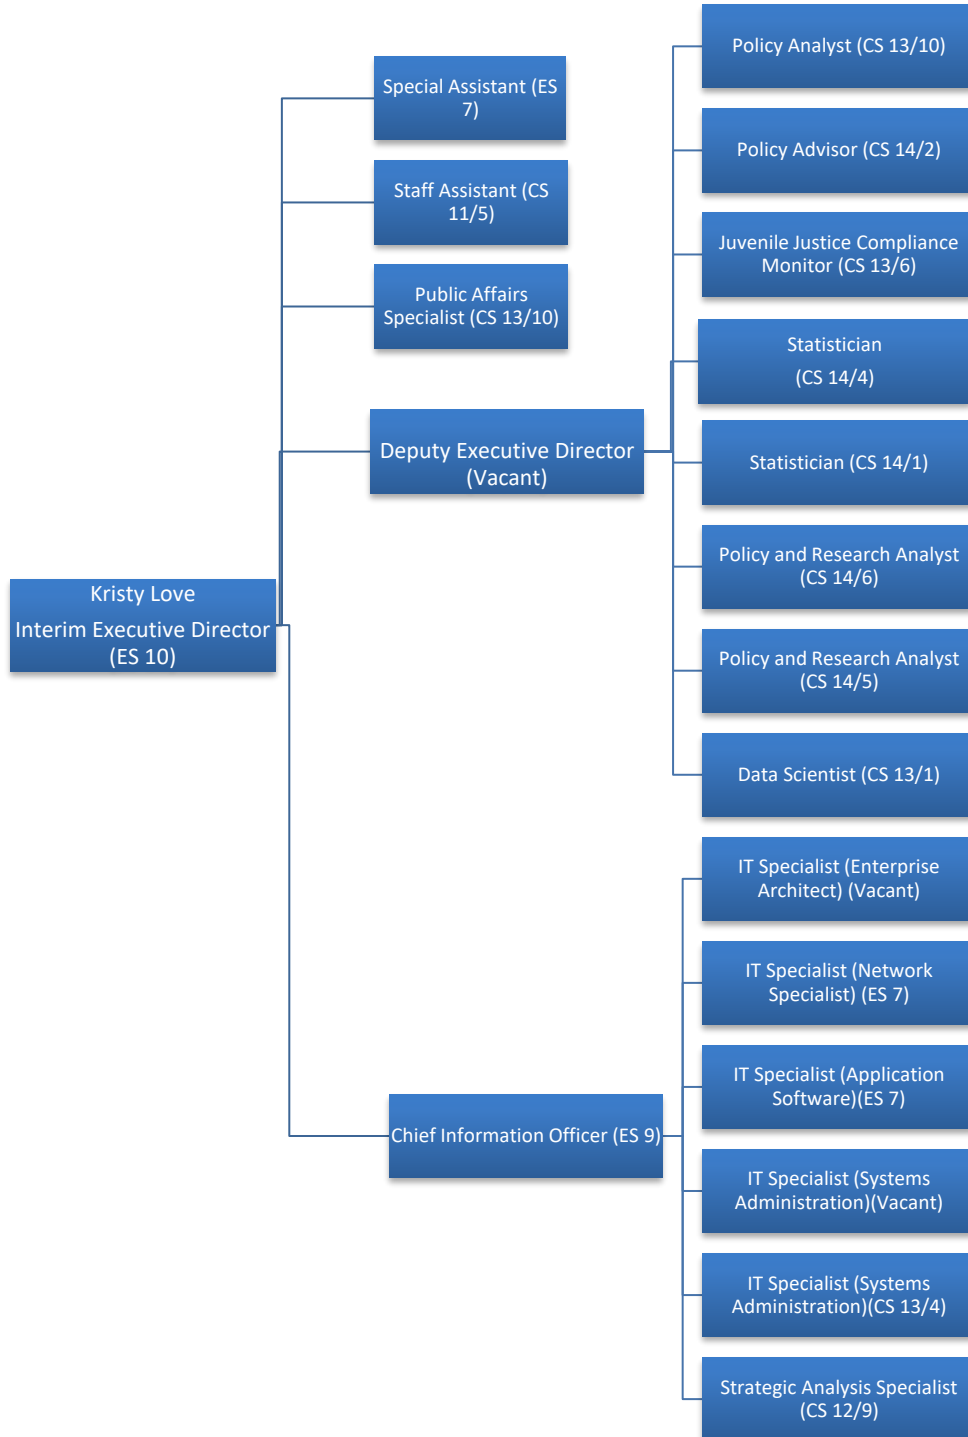 Kristy Love
Interim Executive Director
(ES 10)
Special Assistant (ES
7)
Staff Assistant (CS
11/5)
Public Affairs
Specialist (CS 13/10)
Deputy Executive Director
(Vacant)
Policy Analyst (CS 13/10)
Policy Advisor (CS 14/2)
Juvenile Justice Compliance
Monitor (CS 13/6)
Statistician
(CS 14/4)
Statistician (CS 14/1)
Policy and Research Analyst
(CS 14/6)
Policy and Research Analyst
(CS 14/5)
Data Scientist (CS 13/1)
Chief Information Officer (ES 9)
IT Specialist (Enterprise
Architect) (Vacant)
IT Specialist (Network
Specialist) (ES 7)
IT Specialist (Application
Software)(ES 7)
IT Specialist (Systems
Administration)(Vacant)
IT Specialist (Systems
Administration)(CS 13/4)
Strategic Analysis Specialist
(CS 12/9)